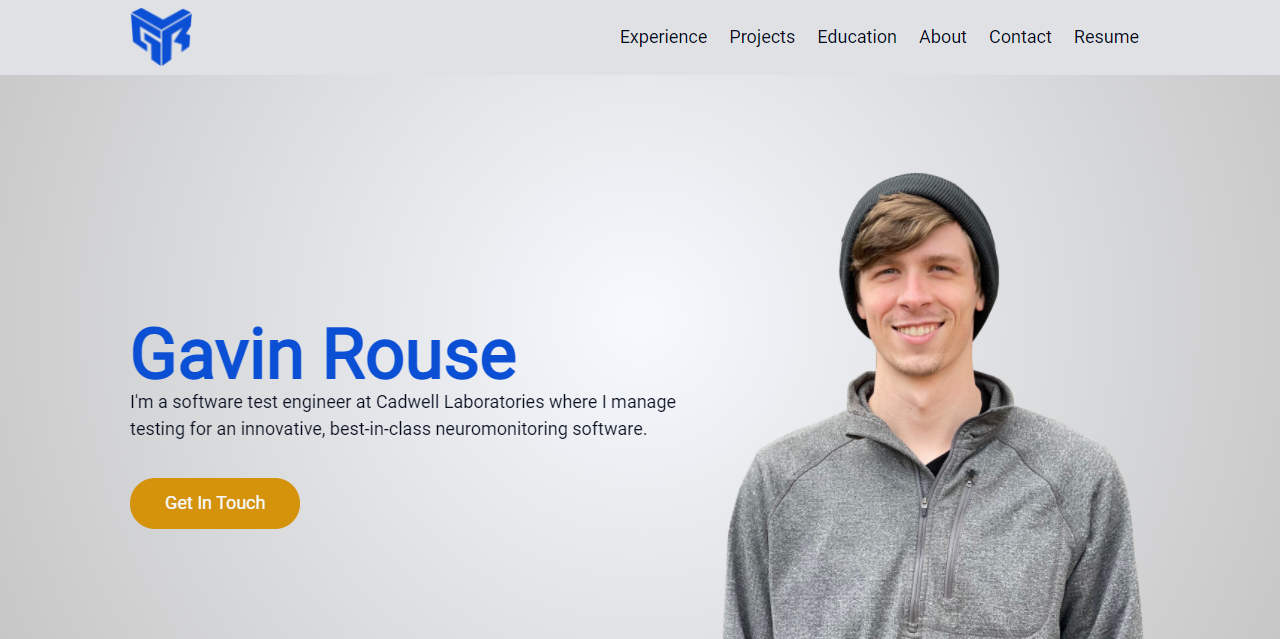 GR
Experience Projects Education About Contact Resume
Gavin Rouse
I'm a software test engineer at Cadwell Laboratories where I manage
testing for an innovative, best-in-class neuromonitoring software.
Get In Touch